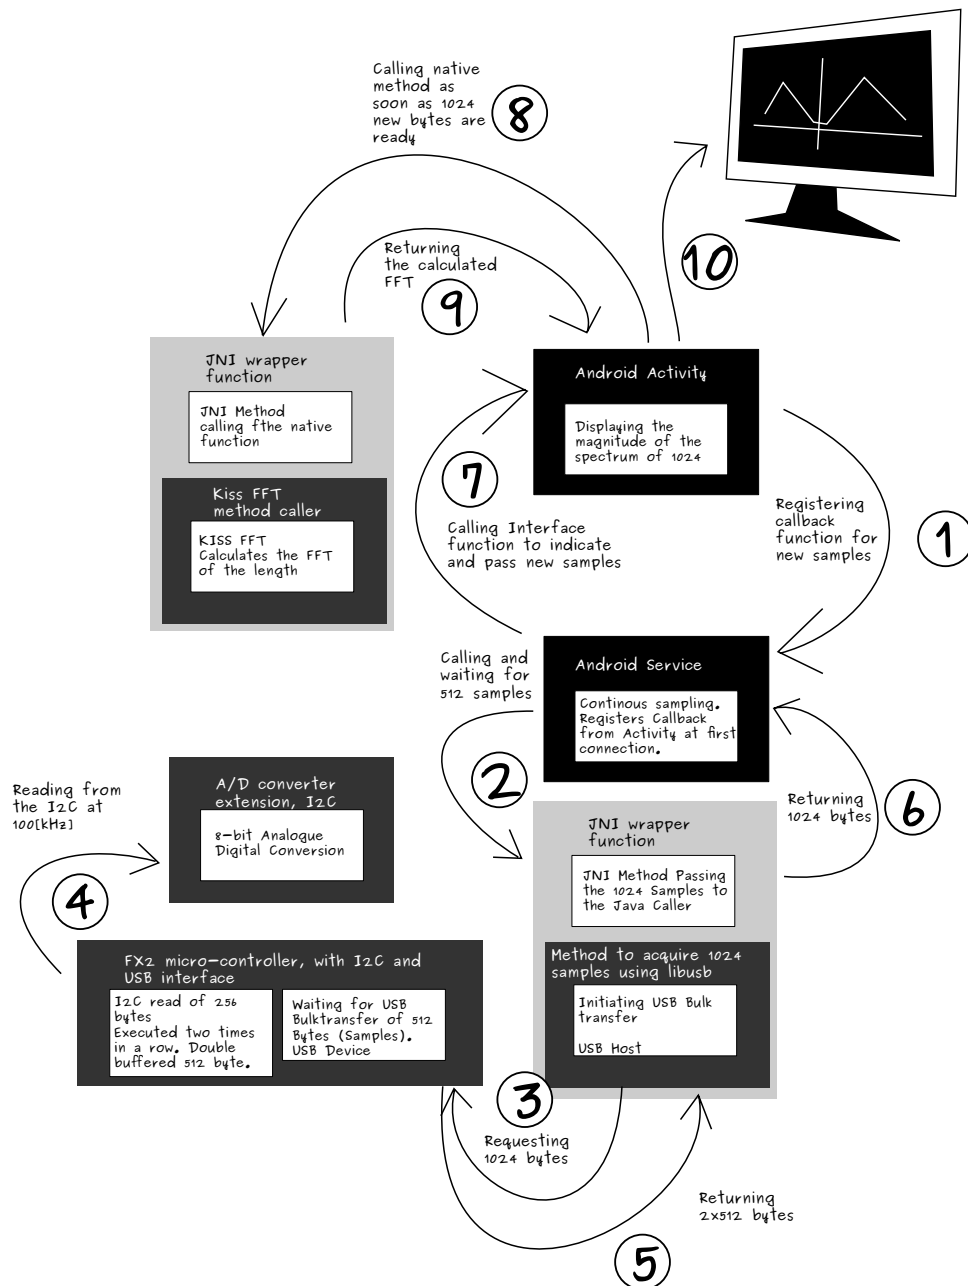 Calling native
method as
soon as 1024
new bytes are
ready
8
10
Returning
the calculated
FFT
9
JNI wrapper
function
JNI Method
calling fthe native
function
Kiss FFT
method caller
KISS FFT
Calculates the FFT
of the length
Android Activity
Displaying the
magnitude of the
spectrum of 1024
7
Calling Interface
function to indicate
and pass new samples
Registering
callback
function for
new samples
1
Calling and
waiting for
512 samples
2
Android Service
Continous sampling.
Registers Callback
from Activity at first
connection.
Returning
1024 bytes
6
Reading from
the I2C at
100[kHz]
4
A/D converter
extension, I2C
8-bit Analogue
Digital Conversion
JNI wrapper
function
JNI Method Passing
the 1024 Samples to
the Java Caller
Method to acquire 1024
samples using libusb
Initiating USB Bulk
transfer
USB Host
FX2 micro-controller, with I2C and
USB interface
I2C read of 256
bytes
Executed two times
in a row. Double
buffered 512 byte.
Waiting for USB
Bulktransfer of 512
Bytes (Samples).
USB Device
3
Requesting
1024 bytes
Returning
2x512 bytes
5